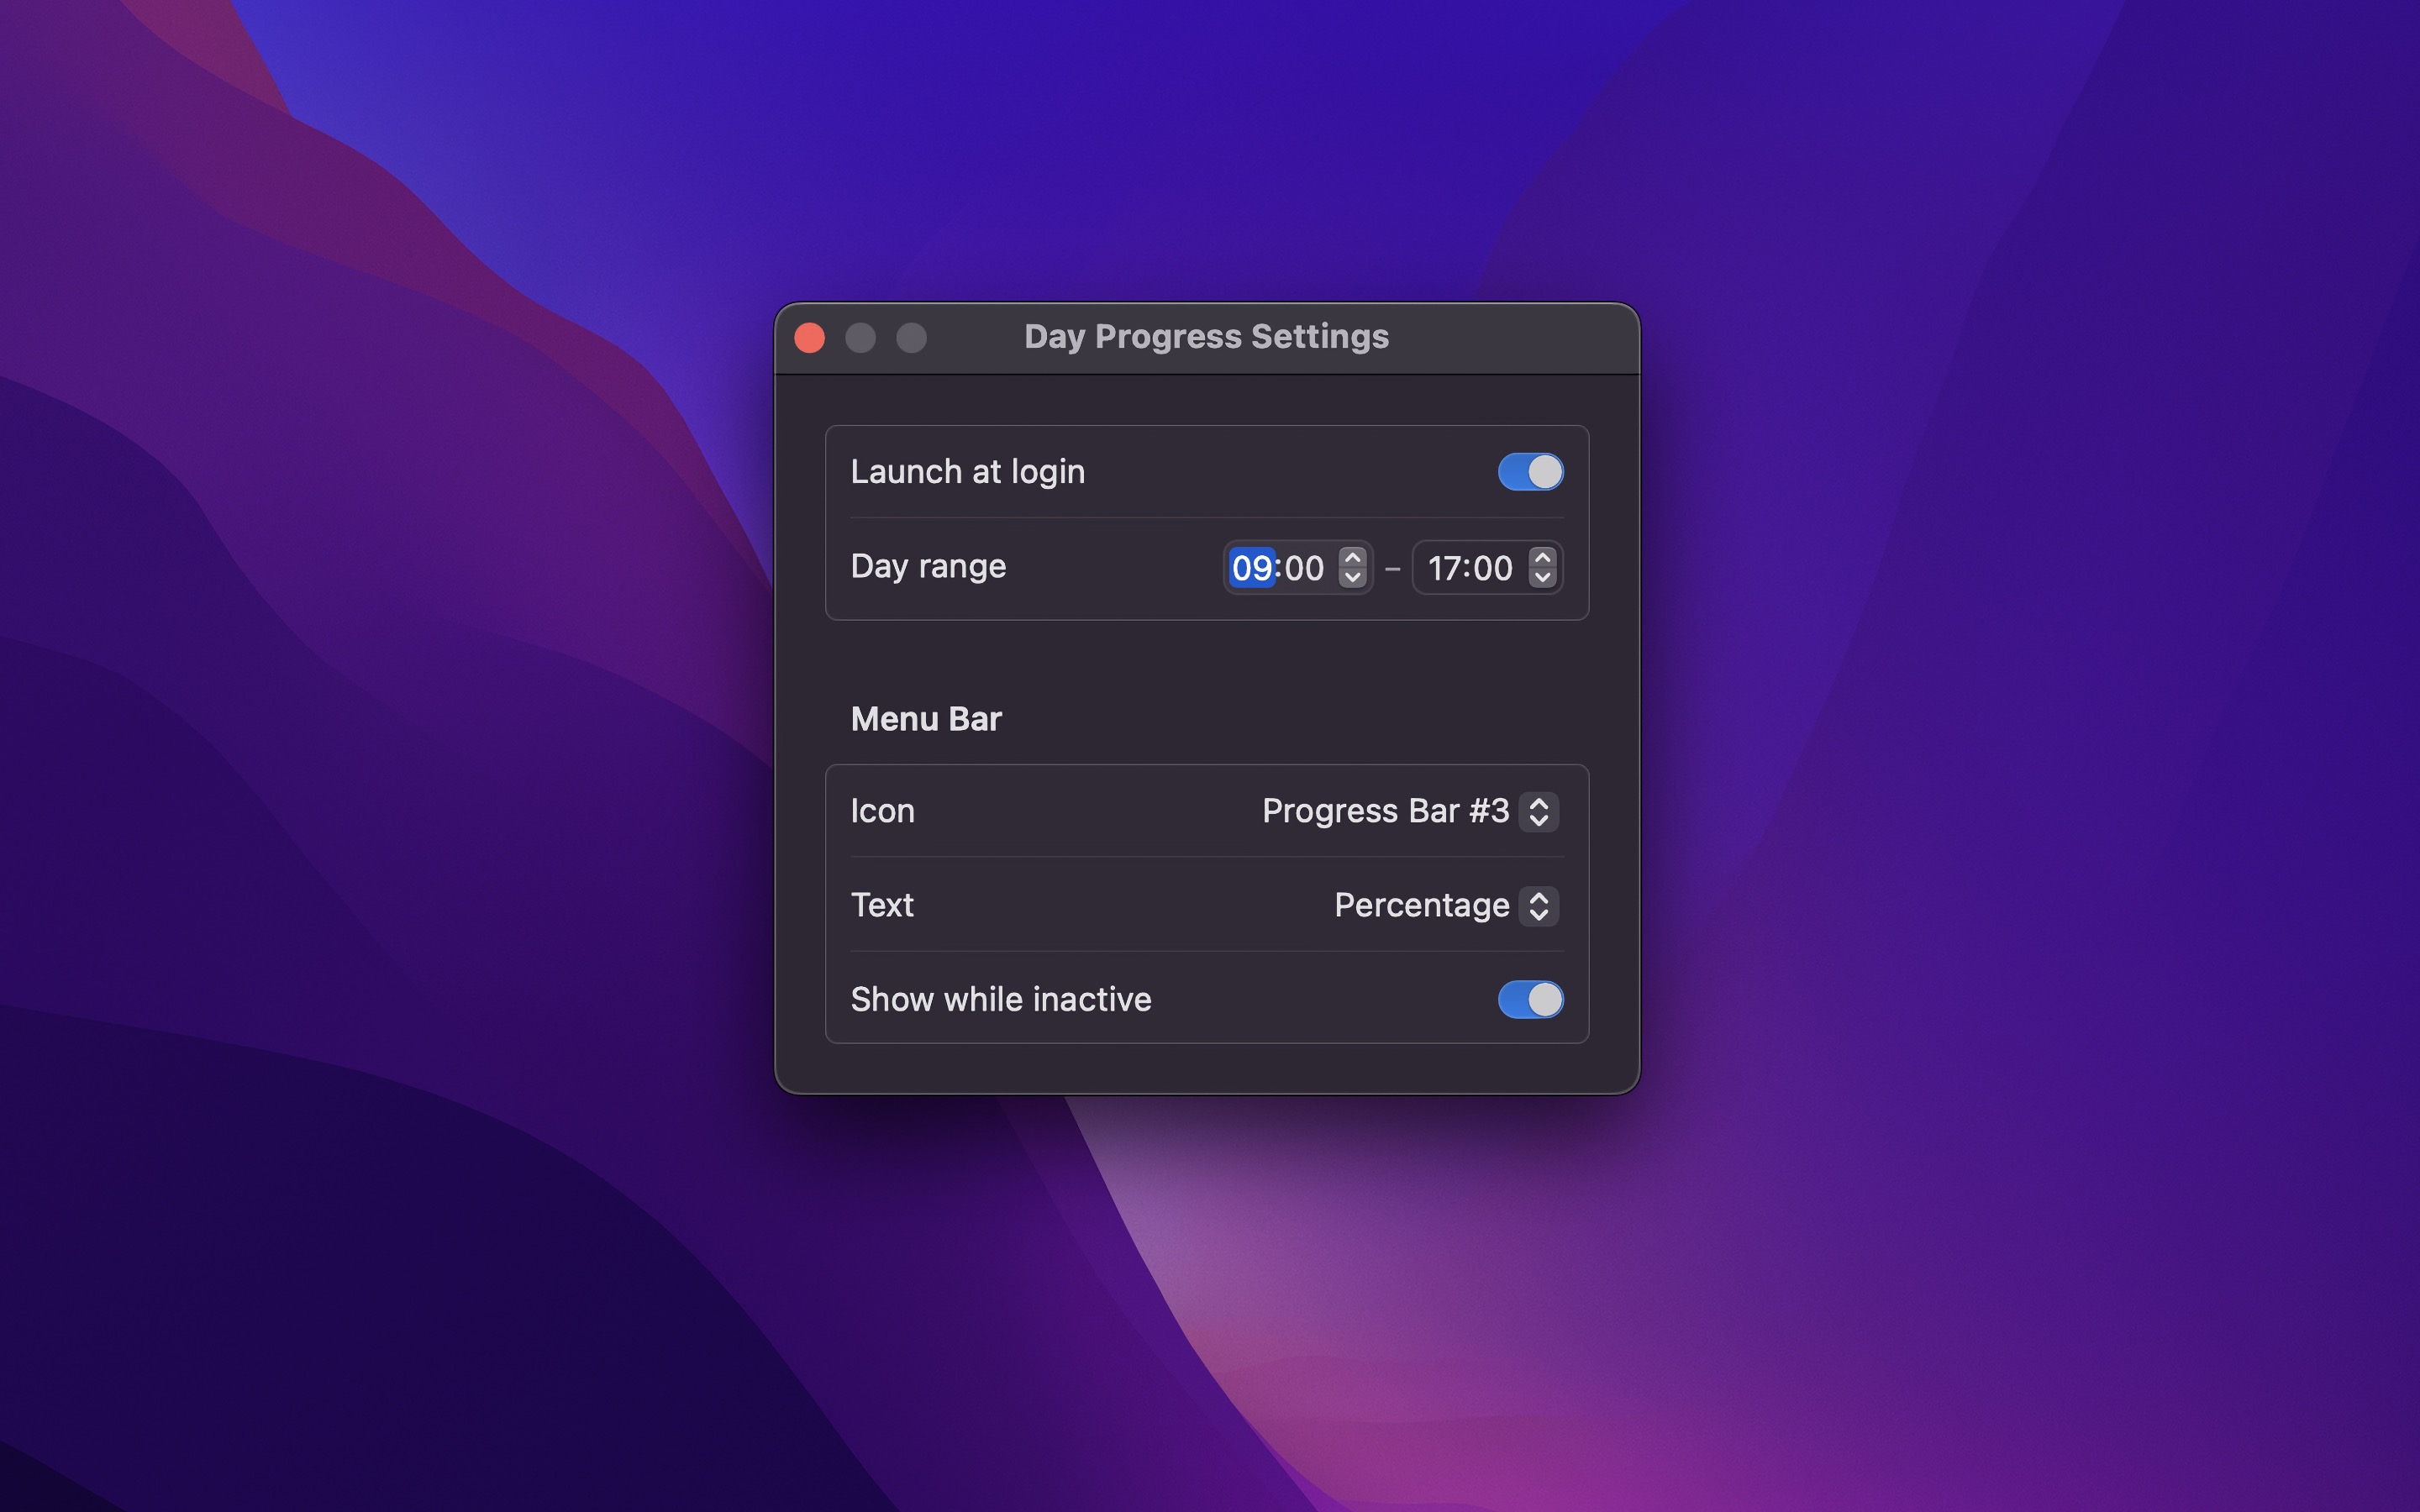 Day Progress Settings
Launch at login
Day range 09:00 – 17:00
Menu Bar
Icon Progress Bar #3
Text Percentage
Show while inactive